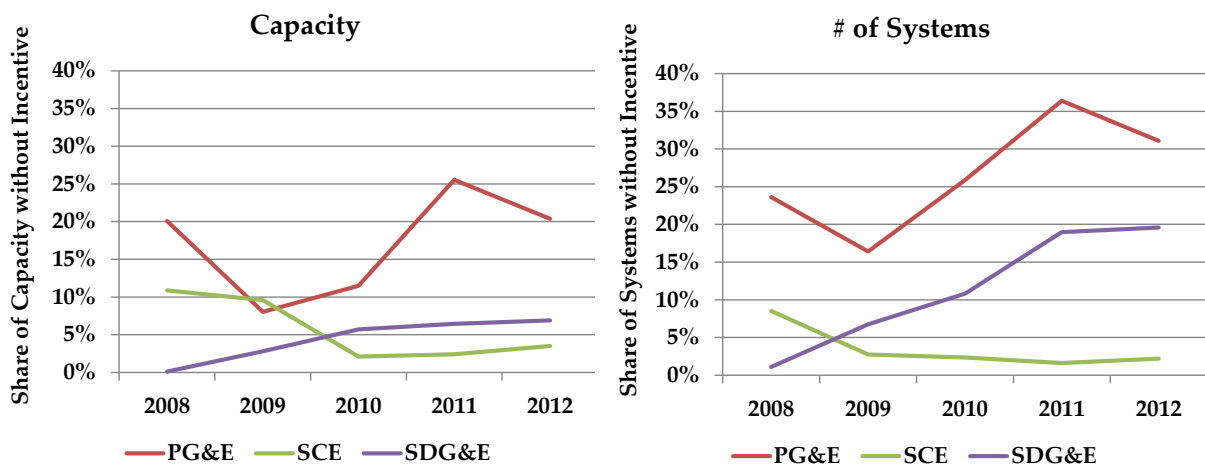 Capacity
Share of Capacity without Incentive
40%
35%
30%
25%
20%
15%
10%
5%
0%
2008 2009 2010 2011 2012
PG&E SCE SDG&E
# of Systems
Share of Systems without Incentive
40%
35%
30%
25%
20%
15%
10%
5%
0%
2008 2009 2010 2011 2012
PG&E SCE SDG&E